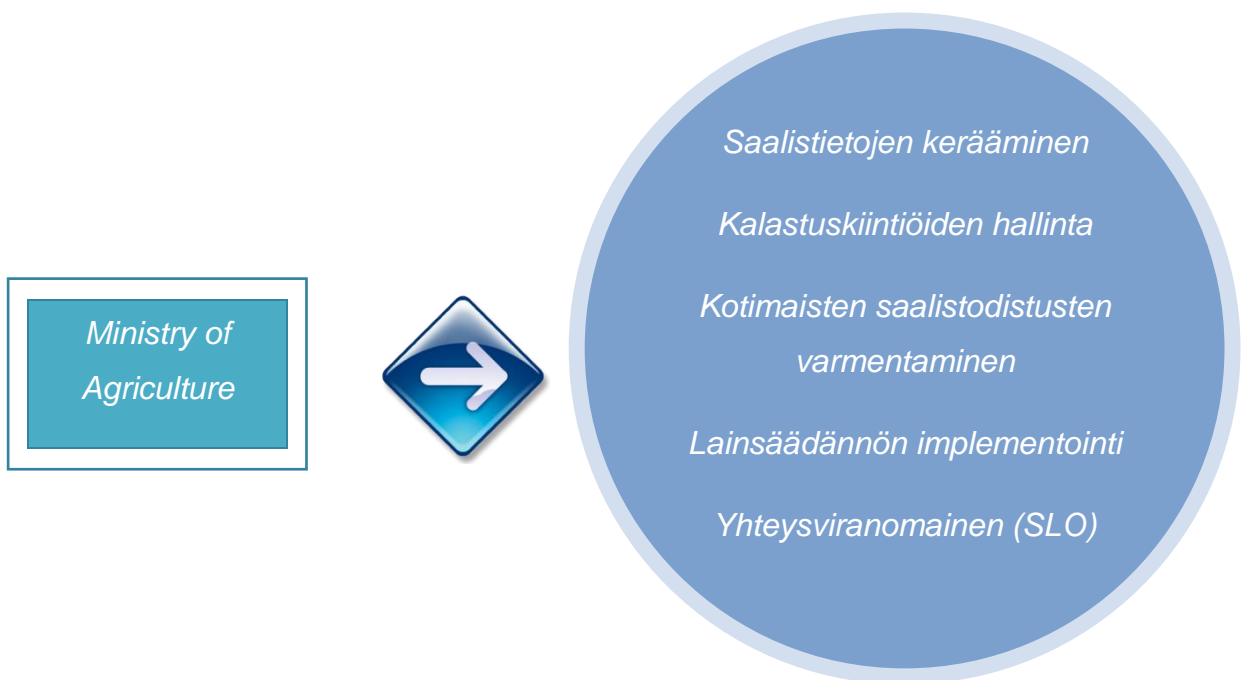 Ministry of
Agriculture
Saalistietojen kerääminen
Kalastuskiintiöiden hallinta
Kotimaisten saalistodistusten
varmentaminen
Lainsäädännön implementointi
Yhteysviranomainen (SLO)